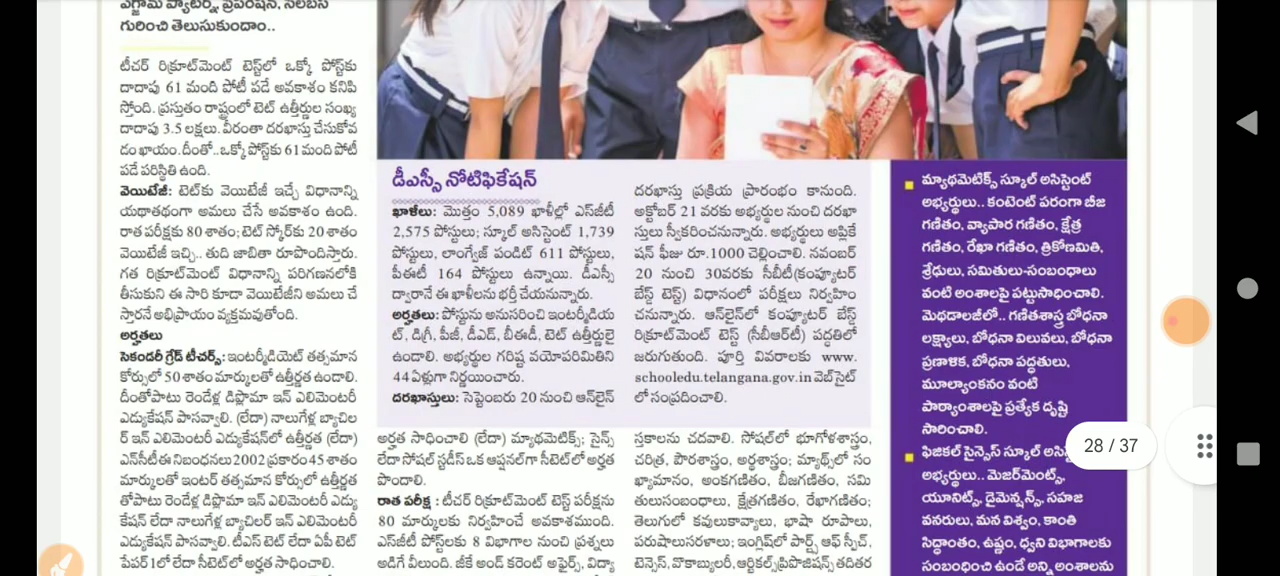 గురించి తెలుసుకుందాం..
టీచర్ రిక్రూట్‌మెంట్ టెస్ట్‌లో ఒక్కో పోస్ట్‌కు
దాదాపు 61 మంది పోటీ పడే అవకాశం కనిపి
స్తోంది. ప్రస్తుతం రాష్ట్రంలో టెట్ ఉత్తీర్ణుల సంఖ్య
దాదాపు 3.5 లక్షలు. వీరంతా దరఖాస్తు చేసుకోవ
డం ఖాయం. దీంతో.. ఒక్కో పోస్ట్‌కు 61 మంది పోటీ
పడే పరిస్థితి ఉంది.
వెయిటేజీ: టెట్‌కు వెయిటేజీ ఇచ్చే విధానాన్ని
యథాతథంగా అమలు చేసే అవకాశం ఉంది.
రాత పరీక్షకు 80 శాతం; టెట్ స్కోర్‌కు 20 శాతం
వెయిటేజీ ఇచ్చి.. తుది జాబితా రూపొందిస్తారు.
గత రిక్రూట్‌మెంట్ విధానాన్ని పరిగణనలోకి
తీసుకుని ఈ సారి కూడా వెయిటేజీని అమలు చే
స్తారనే అభిప్రాయం వ్యక్తమవుతోంది.
అర్హతలు
సెకండరీ గ్రేడ్ టీచర్స్: ఇంటర్మీడియెట్ తత్సమాన
కోర్సులో 50 శాతం మార్కులతో ఉత్తీర్ణత ఉండాలి.
దీంతోపాటు రెండేళ్ల డిప్లొమా ఇన్ ఎలిమెంటరీ
ఎడ్యుకేషన్ పాసవ్వాలి. (లేదా) నాలుగేళ్ల బ్యాచిల
ర్ ఇన్ ఎలిమెంటరీ ఎడ్యుకేషన్‌లో ఉత్తీర్ణత (లేదా)
ఎన్‌సీటీఈ నిబంధనలు 2002 ప్రకారం 45 శాతం
మార్కులతో ఇంటర్ తత్సమాన కోర్సులో ఉత్తీర్ణత
తోపాటు రెండేళ్ల డిప్లొమా ఇన్ ఎలిమెంటరీ ఎడ్యు
కేషన్ లేదా నాలుగేళ్ల బ్యాచిలర్ ఇన్ ఎలిమెంటరీ
ఎడ్యుకేషన్ పాసవ్వాలి. టీఎస్ టెట్ లేదా ఏపీ టెట్
పేపర్ 1లో లేదా సీటెట్‌లో అర్హత సాధించాలి.
డీఎస్సీ నోటిఫికేషన్
ఖాళీలు: మొత్తం 5,089 ఖాళీల్లో ఎస్‌జీటీ
2,575 పోస్టులు; స్కూల్ అసిస్టెంట్ 1,739
పోస్టులు, లాంగ్వేజ్ పండిట్ 611 పోస్టులు,
పీఈటీ 164 పోస్టులు ఉన్నాయి. డీఎస్సీ
ద్వారానే ఈ ఖాళీలను భర్తీ చేయనున్నారు.
అర్హతలు: పోస్టును అనుసరించి ఇంటర్మీడియ
ట్, డిగ్రీ, పీజీ, డీఎడ్, బీఈడీ, టెట్ ఉత్తీర్ణులై
ఉండాలి. అభ్యర్థుల గరిష్ట వయోపరిమితిని
44 ఏళ్లుగా నిర్ణయించారు.
దరఖాస్తులు: సెప్టెంబరు 20 నుంచి ఆన్‌లైన్
దరఖాస్తు ప్రక్రియ ప్రారంభం కానుంది.
అక్టోబర్ 21 వరకు అభ్యర్థుల నుంచి దరఖా
స్తులు స్వీకరించనున్నారు. అభ్యర్థులు అప్లికే
షన్ ఫీజు రూ.1000 చెల్లించాలి. నవంబర్
20 నుంచి 30వరకు సీబీటీ(కంప్యూటర్
బేస్డ్ టెస్ట్) విధానంలో పరీక్షలు నిర్వహిం
చనున్నారు. ఆన్‌లైన్‌లో కంప్యూటర్ బేస్డ్
రిక్రూట్‌మెంట్ టెస్ట్ (సీబీఆర్‌టీ) పద్ధతిలో
జరుగుతుంది. పూర్తి వివరాలకు www.
schooledu.telangana.gov.in వెబ్‌సైట్
లో సంప్రదించాలి.
అర్హత సాధించాలి (లేదా) మ్యాథమెటిక్స్; సైన్స్
లేదా సోషల్ స్టడీస్ ఒక ఆప్షనల్‌గా సీటెట్‌లో అర్హత
పొందాలి.
రాత పరీక్ష : టీచర్ రిక్రూట్‌మెంట్ టెస్ట్ పరీక్షను
80 మార్కులకు నిర్వహించే అవకాశముంది.
ఎస్‌జీటీ పోస్ట్‌లకు 8 విభాగాల నుంచి ప్రశ్నలు
అడిగే వీలుంది. జీకే అండ్ కరెంట్ అఫైర్స్, విద్యా
స్తకాలను చదవాలి. సోషల్‌లో భూగోళశాస్త్రం,
చరిత్ర, పౌరశాస్త్రం, అర్థశాస్త్రం; మ్యాథ్స్‌లో సం
ఖ్యామానం, అంకగణితం, బీజగణితం, సమి
తులుసంబంధాలు, క్షేత్రగణితం, రేఖాగణితం;
తెలుగులో కవులుకావ్యాలు, భాషా రూపాలు,
పరుషాలుసరళాలు; ఇంగ్లిష్‌లో పార్ట్స్ ఆఫ్ స్పీచ్,
టెన్సెస్, వొకాబ్యులరీ, ఆర్టికల్స్‌ప్రిపొజిషన్స్ తదితర
మ్యాథమెటిక్స్ స్కూల్ అసిస్టెంట్
అభ్యర్థులు.. కంటెంట్ పరంగా బీజ
గణితం, వ్యాపార గణితం, క్షేత్ర
గణితం, రేఖా గణితం, త్రికోణమితి,
శ్రేఢులు, సమితులు-సంబంధాలు
వంటి అంశాలపై పట్టుసాధించాలి.
మెథడాలజీలో.. గణితశాస్త్ర బోధనా
లక్ష్యాలు, బోధనా విలువలు, బోధనా
ప్రణాళిక, బోధనా పద్ధతులు,
మూల్యాంకనం వంటి
పాఠ్యాంశాలపై ప్రత్యేక దృష్టి
సారించాలి.
ఫిజికల్ సైన్సెస్ స్కూల్
అభ్యర్థులు.. మెజర్‌మెంట్స్,
యూనిట్స్, డైమెన్షన్స్, సహజ
వనరులు, మన విశ్వం, కాంతి
సిద్ధాంతం, ఉష్ణం, ధ్వని విభాగాలకు
సంబంధించి ఉండే అన్ని అంశాలను
28 / 37